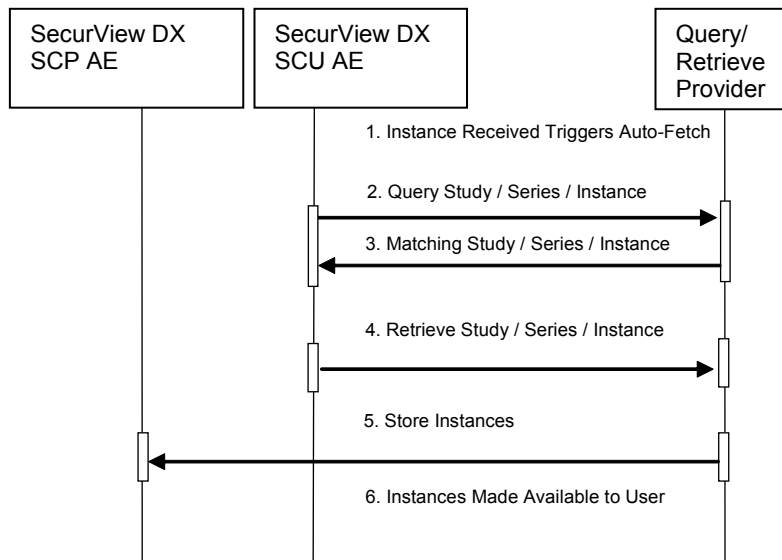 SecurView DX
SCP AE
SecurView DX
SCU AE
Query/
Retrieve
Provider
1. Instance Received Triggers Auto-Fetch
2. Query Study / Series / Instance
3. Matching Study / Series / Instance
4. Retrieve Study / Series / Instance
5. Store Instances
6. Instances Made Available to User